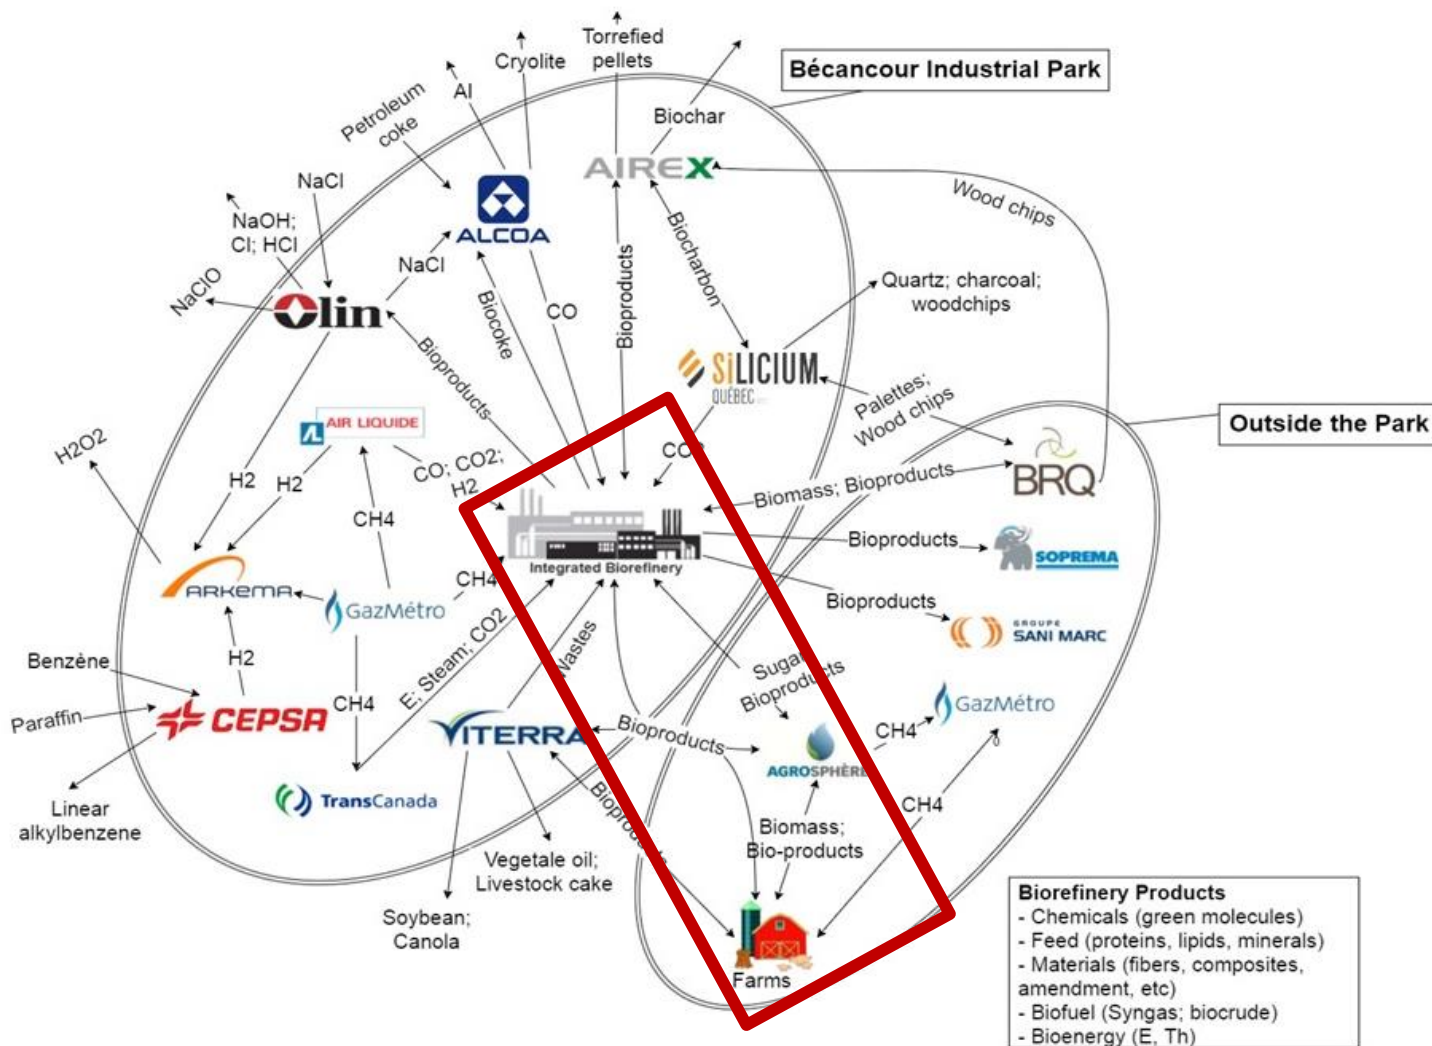 Torrefied
pellets
Cryolite
Al
Bécancour Industrial Park
Petroleum
coke
Biochar
AIREX
NaCl
Wood chips
NaOH;
Cl; HCl
ALCOA
NaCl
Biocharbon
NaClO
Quartz; charcoal;
woodchips
Olin
Biocoke
CO
Bioproducts
Bioproducts
SiLICIUM
QUÉBEC
Palettes;
Wood chips
AIR LIQUIDE
Outside the Park
H2O2
H2
H2
CO; CO2;
H2
BRQ
Biomass; Bioproducts
CH4
Bioproducts
SOPREMA
Integrated Biorefinery
ARKEMA
GazMétro
CH4
Bioproducts
GROUPE
SANI MARC
Benzène
H2
E; Steam; CO2
Wastes
Paraffin
CEPSA
CH4
Bioproducts
GazMétro
VITERRA
Bioproducts
CH4
AGROSPHÈRE
TransCanada
Linear
alkylbenzene
Bioproducts
CH4
Biomass;
Bio-products
Vegetale oil;
Livestock cake
Soybean;
Canola
Farms
Biorefinery Products
- Chemicals (green molecules)
- Feed (proteins, lipids, minerals)
- Materials (fibers, composites,
amendment, etc)
- Biofuel (Syngas; biocrude)
- Bioenergy (E, Th)